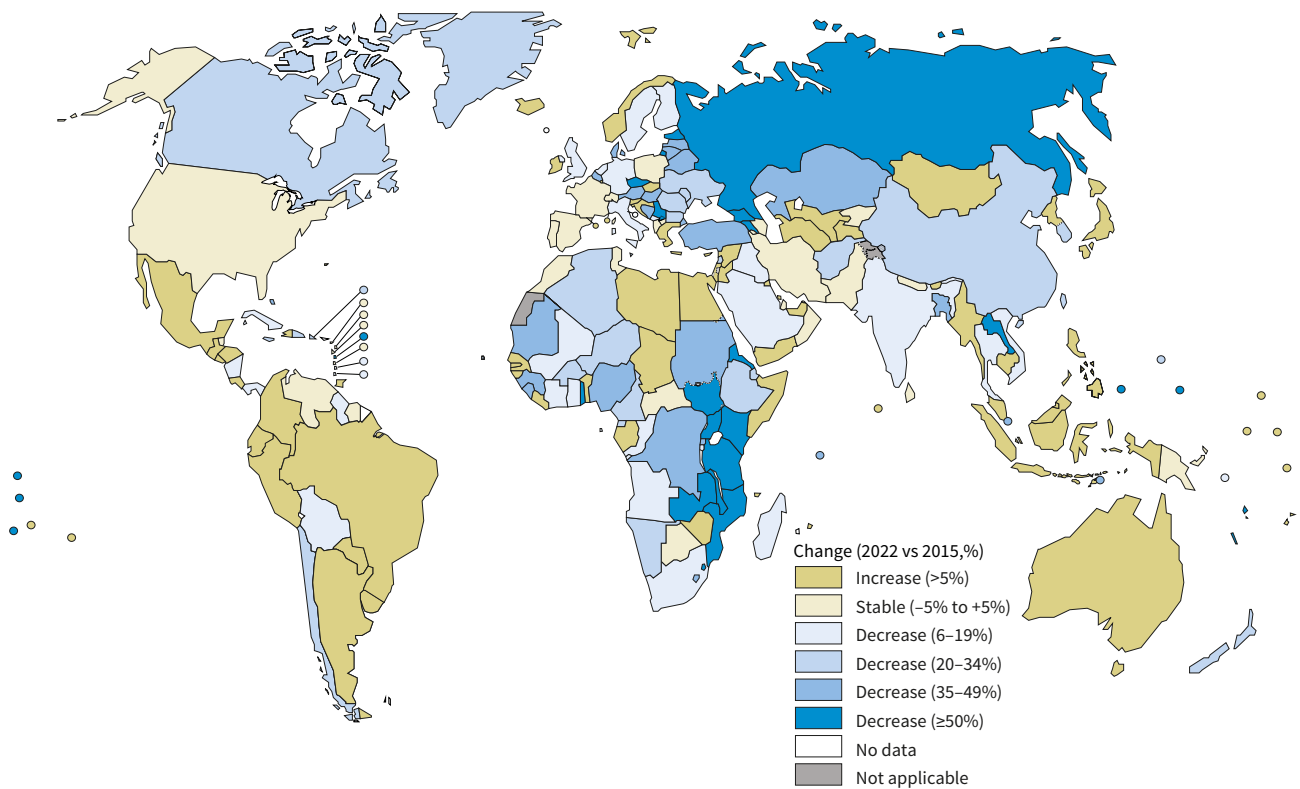 Change (2022 vs 2015,%)
Increase (>5%)
Stable (–5% to +5%)
Decrease (6–19%)
Decrease (20–34%)
Decrease (35–49%)
Decrease (≥50%)
No data
Not applicable